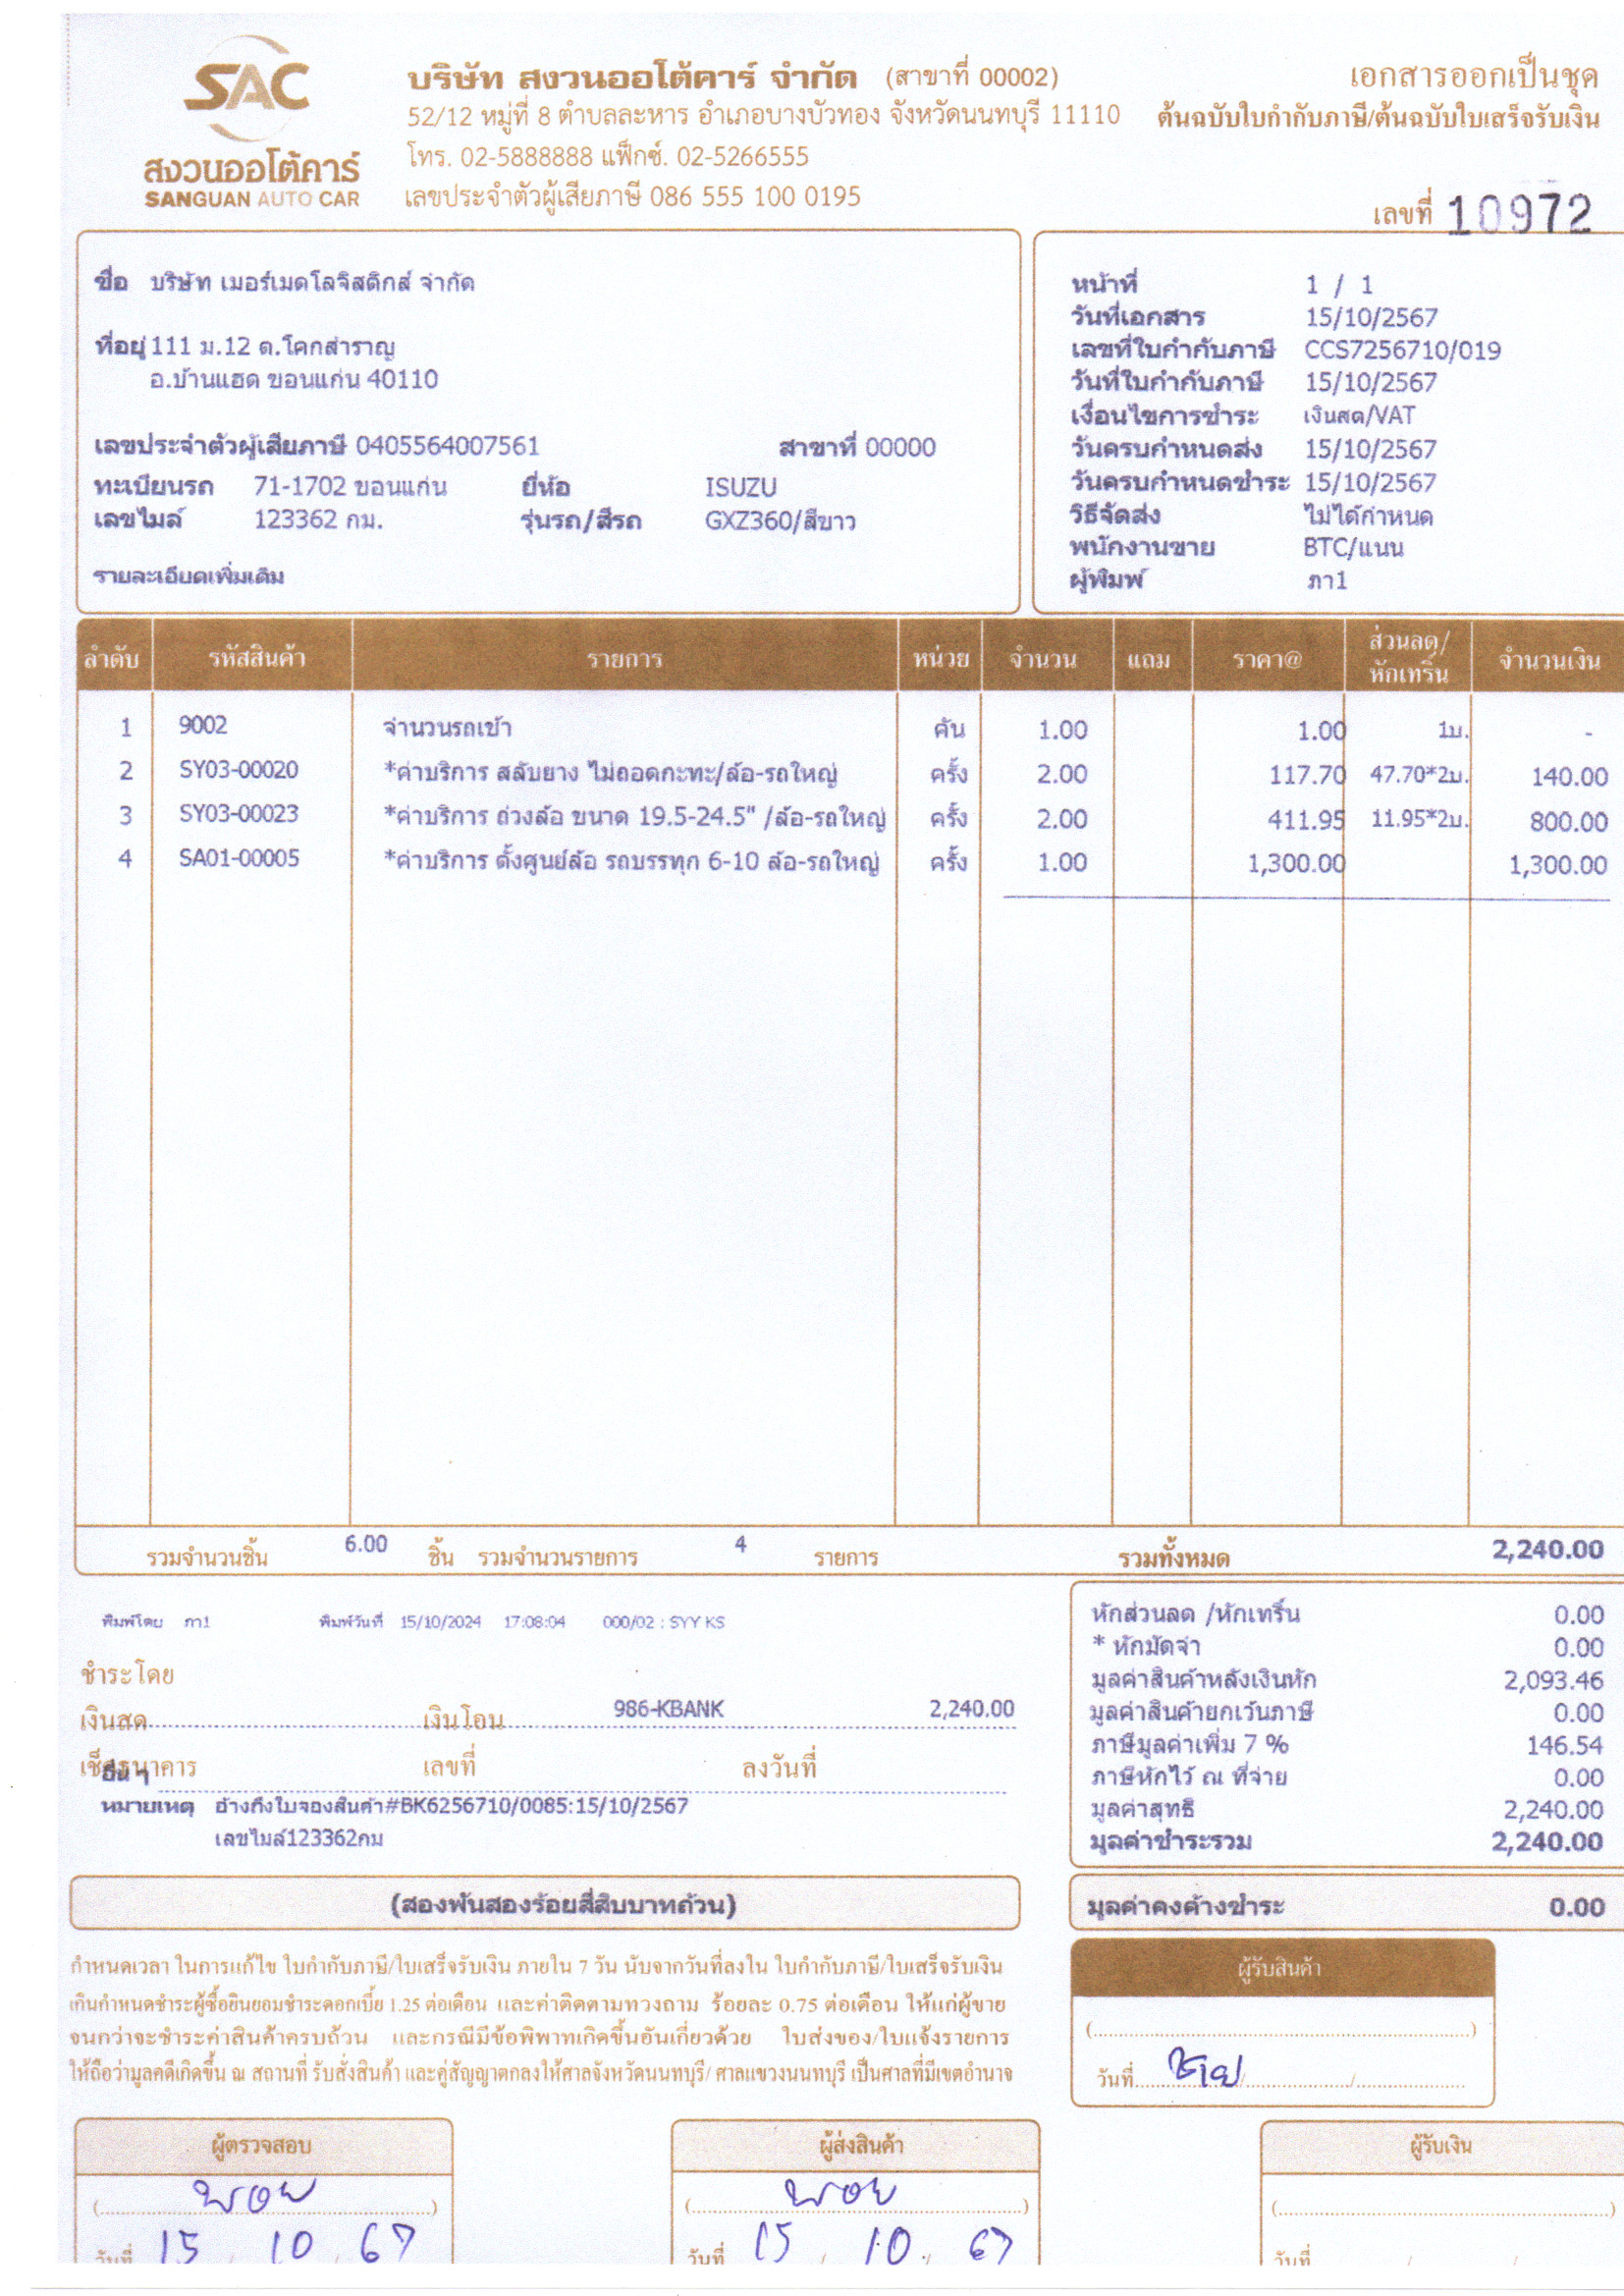 SAC
สงวนออโต้คาร์
SANGUAN AUTO CAR
บริษัท สงวนออโต้คาร์ จำกัด (สาขาที่ 00002)
52/12 หมู่ที่ 8 ตำบลละหาร อำเภอบางบัวทอง จังหวัดนนทบุรี 11110
โทร. 02-5888888 แฟ็กซ์. 02-5266555
เลขประจำตัวผู้เสียภาษี 086 555 100 0195
เอกสารออกเป็นชุด
ต้นฉบับใบกำกับภาษี/ต้นฉบับใบเสร็จรับเงิน
เลขที่ 10972
ชื่อ บริษัท เมอร์เมดโลจิสติกส์ จำกัด
ที่อยู่ 111 ม.12 ต.โคกสำราญ
อ.บ้านแฮด ขอนแก่น 40110
เลขประจำตัวผู้เสียภาษี 0405564007561 สาขาที่ 00000
ทะเบียนรถ 71-1702 ขอนแก่น ยี่ห้อ ISUZU
เลขไมล์ 123362 กม. รุ่นรถ/สีรถ GXZ360/สีขาว
รายละเอียดเพิ่มเติม
หน้าที่ 1 / 1
วันที่เอกสาร 15/10/2567
เลขที่ใบกำกับภาษี CCS7256710/019
วันที่ใบกำกับภาษี 15/10/2567
เงื่อนไขการชำระ เงินสด/VAT
วันครบกำหนดส่ง 15/10/2567
วันครบกำหนดชำระ 15/10/2567
วิธีจัดส่ง ไม่ได้กำหนด
พนักงานขาย BTC/แนน
ผู้พิมพ์ ภา1
ลำดับ รหัสสินค้า รายการ หน่วย จำนวน แถม ราคา@ ส่วนลด/หักเทริ์น จำนวนเงิน
1 9002 จำนวนรถเข้า คัน 1.00 1.00 1บ. -
2 SY03-00020 *ค่าบริการ สลับยาง ไม่ถอดกะทะ/ล้อ-รถใหญ่ ครั้ง 2.00 117.70 47.70*2บ. 140.00
3 SY03-00023 *ค่าบริการ ถ่วงล้อ ขนาด 19.5-24.5" /ล้อ-รถใหญ่ ครั้ง 2.00 411.95 11.95*2บ. 800.00
4 SA01-00005 *ค่าบริการ ตั้งศูนย์ล้อ รถบรรทุก 6-10 ล้อ-รถใหญ่ ครั้ง 1.00 1,300.00 1,300.00
รวมจำนวนชิ้น 6.00 ชิ้น รวมจำนวนรายการ 4 รายการ รวมทั้งหมด 2,240.00
พิมพ์โดย ภา1 พิมพ์วันที่ 15/10/2024 17:08:04 000/02 : SYY KS
ชำระโดย
เงินสด เงินโอน 986-KBANK 2,240.00
เช็คธนาคาร เลขที่ ลงวันที่
อื่น ๆ
หมายเหตุ อ้างถึงใบจองสินค้า#BK6256710/0085:15/10/2567
เลขไมล์123362กม
หักส่วนลด /หักเทริ์น 0.00
* หักมัดจำ 0.00
มูลค่าสินค้าหลังเงินหัก 2,093.46
มูลค่าสินค้ายกเว้นภาษี 0.00
ภาษีมูลค่าเพิ่ม 7 % 146.54
ภาษีหักไว้ ณ ที่จ่าย 0.00
มูลค่าสุทธิ 2,240.00
มูลค่าชำระรวม 2,240.00
(สองพันสองร้อยสี่สิบบาทถ้วน)
มูลค่าคงค้างชำระ 0.00
กำหนดเวลา ในการแก้ไข ใบกำกับภาษี/ใบเสร็จรับเงิน ภายใน 7 วัน นับจากวันที่ลงใน ใบกำกับภาษี/ใบเสร็จรับเงิน
เกินกำหนดชำระผู้ซื้อยินยอมชำระดอกเบี้ย 1.25 ต่อเดือน และค่าติดตามทวงถาม ร้อยละ 0.75 ต่อเดือน ให้แก่ผู้ขาย
จนกว่าจะชำระค่าสินค้าครบถ้วน และกรณีมีข้อพิพาทเกิดขึ้นอันเกี่ยวด้วย ใบส่งของ/ใบแจ้งรายการ
ให้ถือว่ามูลคดีเกิดขึ้น ณ สถานที่ รับสั่งสินค้า และคู่สัญญาตกลงให้ศาลจังหวัดนนทบุรี/ ศาลแขวงนนทบุรี เป็นศาลที่มีเขตอำนาจ
ผู้รับสินค้า
วันที่
ผู้ตรวจสอบ ผู้ส่งสินค้า ผู้รับเงิน
พลอย พลอย
วันที่ 15 / 10 / 67 วันที่ 15 / 10 / 67 วันที่ / /